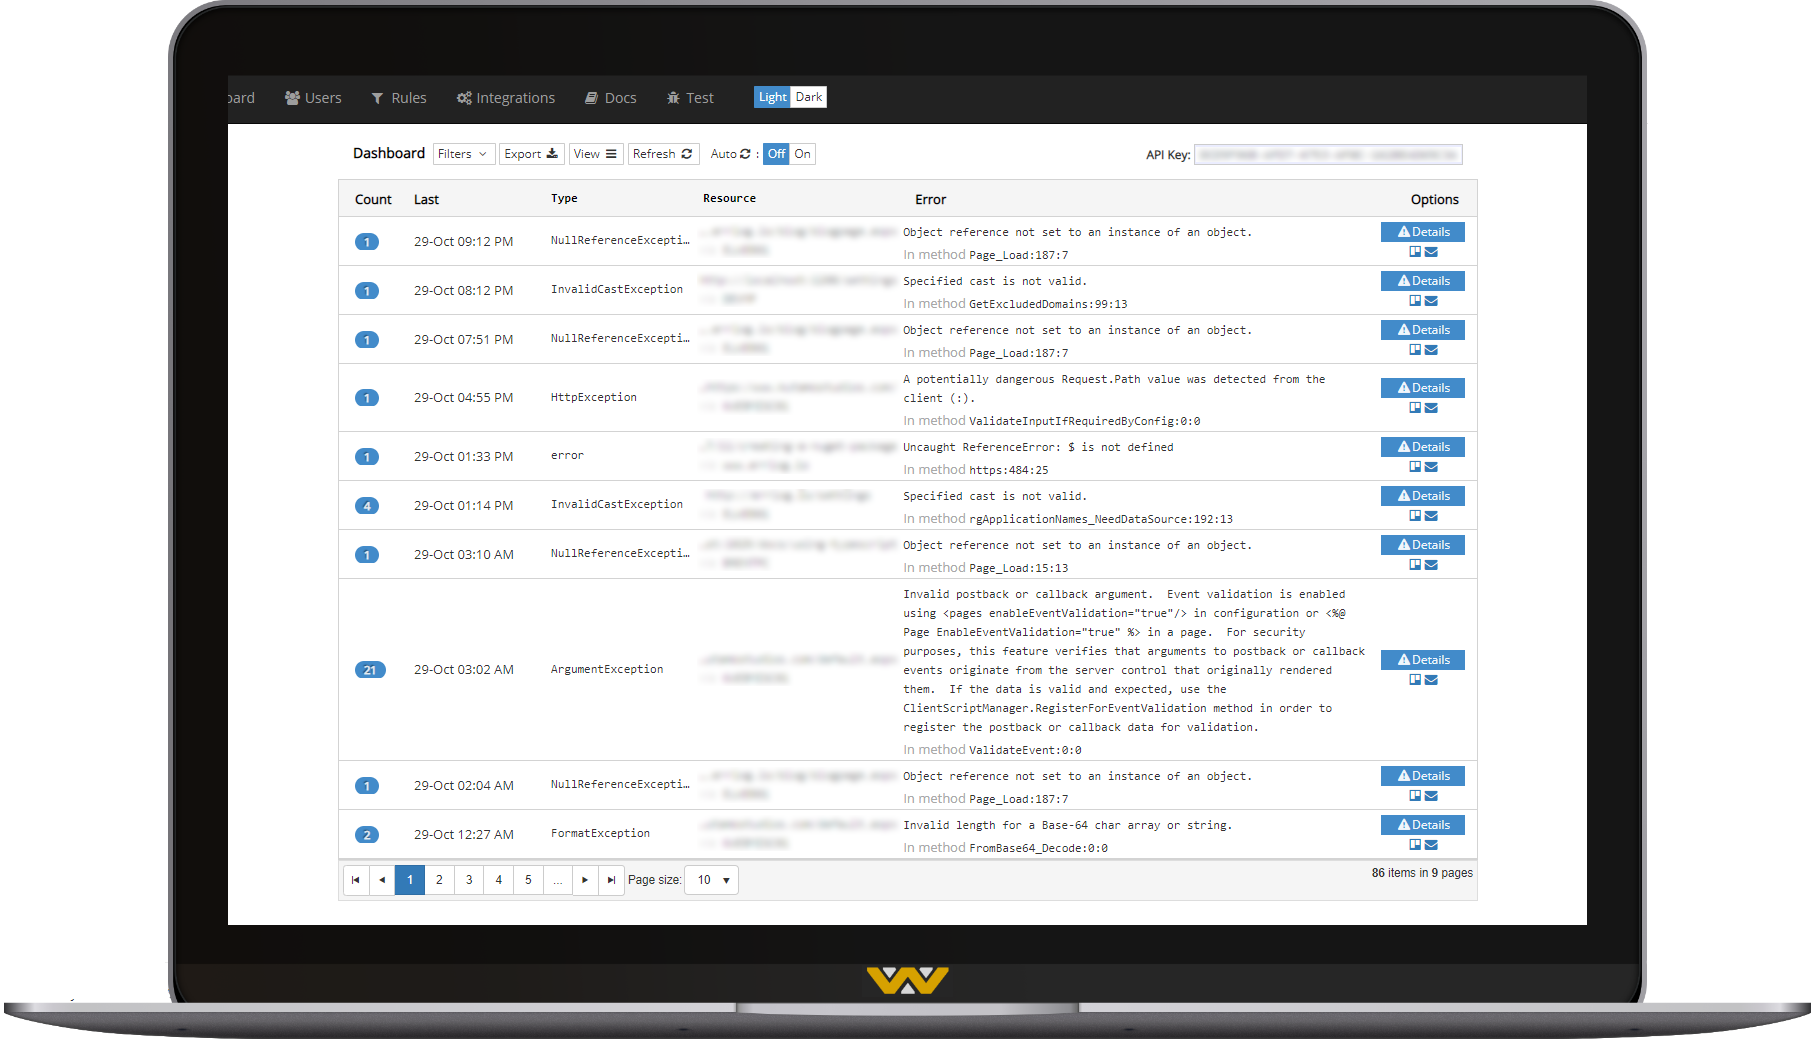 oard Users Rules Integrations Docs Test Light Dark
Dashboard Filters Export View Refresh Auto : Off On API Key:
Count Last Type Resource Error Options
1 29-Oct 09:12 PM NullReferenceExcepti… Object reference not set to an instance of an object. Details
In method Page_Load:187:7
1 29-Oct 08:12 PM InvalidCastException Specified cast is not valid. Details
In method GetExcludedDomains:99:13
1 29-Oct 07:51 PM NullReferenceExcepti… Object reference not set to an instance of an object. Details
In method Page_Load:187:7
1 29-Oct 04:55 PM HttpException A potentially dangerous Request.Path value was detected from the Details
client (:).
In method ValidateInputIfRequiredByConfig:0:0
1 29-Oct 01:33 PM error Uncaught ReferenceError: $ is not defined Details
In method https:484:25
4 29-Oct 01:14 PM InvalidCastException Specified cast is not valid. Details
In method rgApplicationNames_NeedDataSource:192:13
1 29-Oct 03:10 AM NullReferenceExcepti… Object reference not set to an instance of an object. Details
In method Page_Load:15:13
21 29-Oct 03:02 AM ArgumentException Invalid postback or callback argument. Event validation is enabled Details
using <pages enableEventValidation="true"/> in configuration or <%@
Page EnableEventValidation="true" %> in a page. For security
purposes, this feature verifies that arguments to postback or callback
events originate from the server control that originally rendered
them. If the data is valid and expected, use the
ClientScriptManager.RegisterForEventValidation method in order to
register the postback or callback data for validation.
In method ValidateEvent:0:0
1 29-Oct 02:04 AM NullReferenceExcepti… Object reference not set to an instance of an object. Details
In method Page_Load:187:7
2 29-Oct 12:27 AM FormatException Invalid length for a Base-64 char array or string. Details
In method FromBase64_Decode:0:0
1 2 3 4 5 ... Page size: 10 86 items in 9 pages